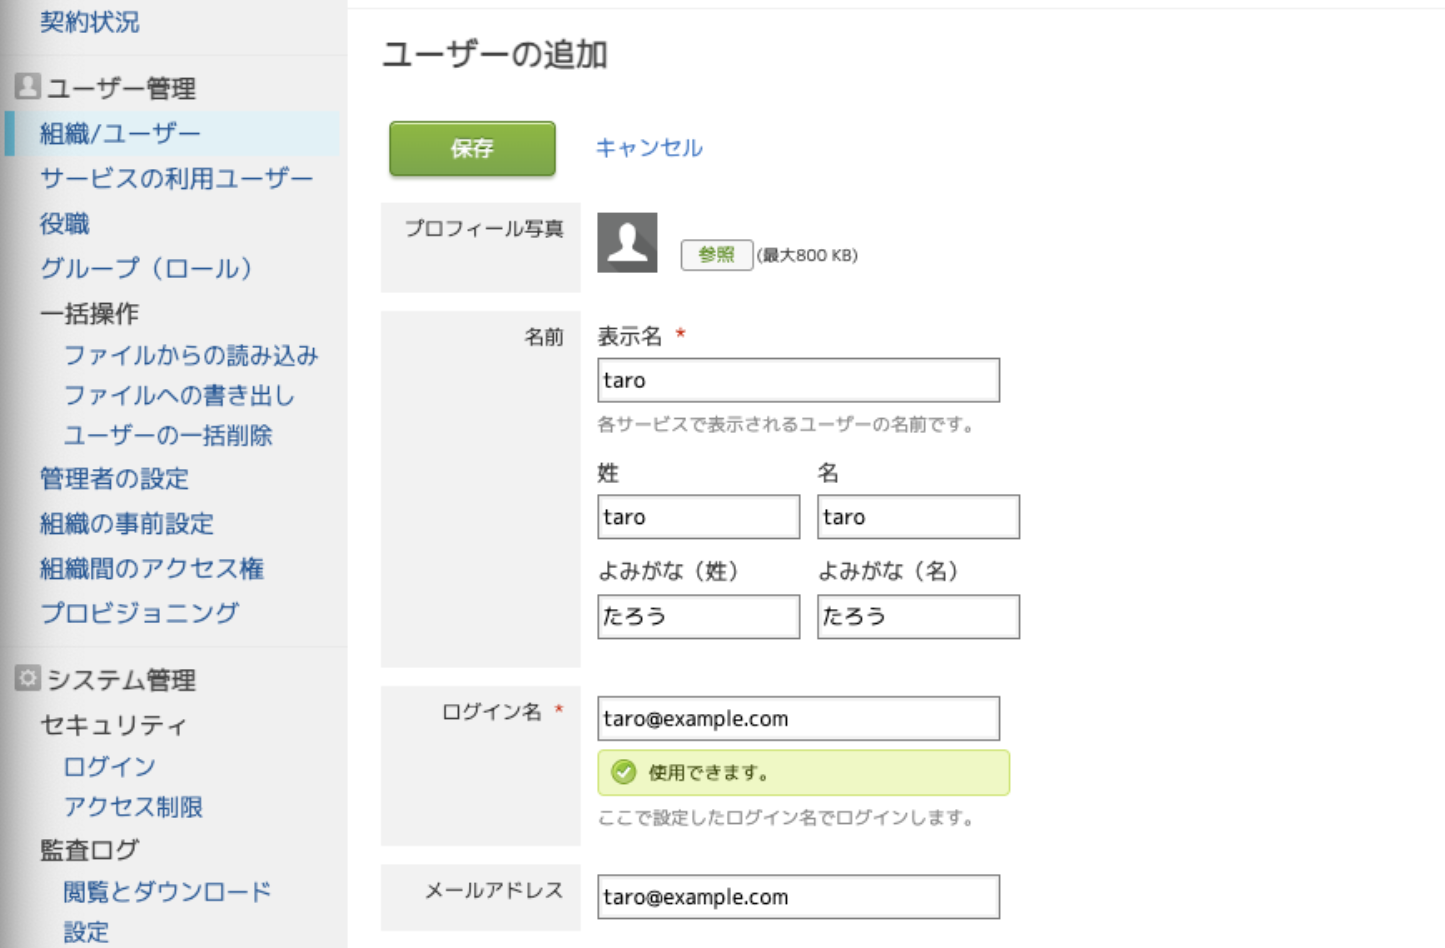 契約状況
ユーザー管理
組織/ユーザー
サービスの利用ユーザー
役職
グループ（ロール）
一括操作
ファイルからの読み込み
ファイルへの書き出し
ユーザーの一括削除
管理者の設定
組織の事前設定
組織間のアクセス権
プロビジョニング
システム管理
セキュリティ
ログイン
アクセス制限
監査ログ
閲覧とダウンロード
設定
ユーザーの追加
保存 キャンセル
プロフィール写真
参照 (最大800 KB)
名前 表示名 *
taro
各サービスで表示されるユーザーの名前です。
姓 名
taro taro
よみがな（姓） よみがな（名）
たろう たろう
ログイン名 * taro@example.com
使用できます。
ここで設定したログイン名でログインします。
メールアドレス taro@example.com